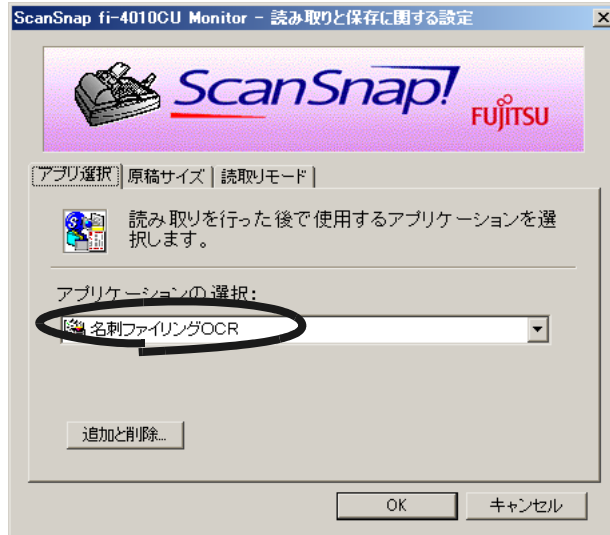 ScanSnap fi-4010CU Monitor - 読み取りと保存に関する設定
ScanSnap!
FUJITSU
アプリ選択 原稿サイズ 読取りモード
読み取りを行った後で使用するアプリケーションを選
択します。
アプリケーションの選択:
名刺ファイリングOCR
追加と削除...
OK キャンセル